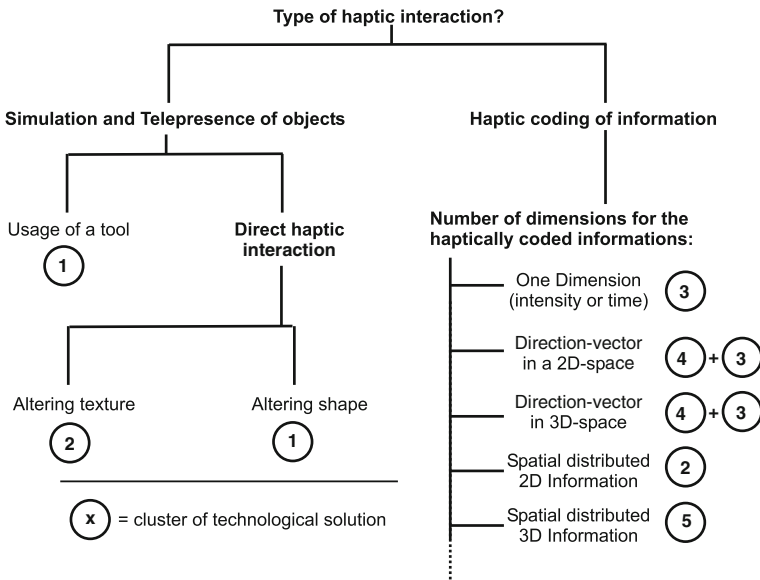 Type of haptic interaction?
Simulation and Telepresence of objects
Haptic coding of information
Usage of a tool
1
Direct haptic
interaction
Altering texture
2
Altering shape
1
x = cluster of technological solution
Number of dimensions for the
haptically coded informations:
One Dimension
(intensity or time)
3
Direction-vector
in a 2D-space
4 + 3
Direction-vector
in 3D-space
4 + 3
Spatial distributed
2D Information
2
Spatial distributed
3D Information
5